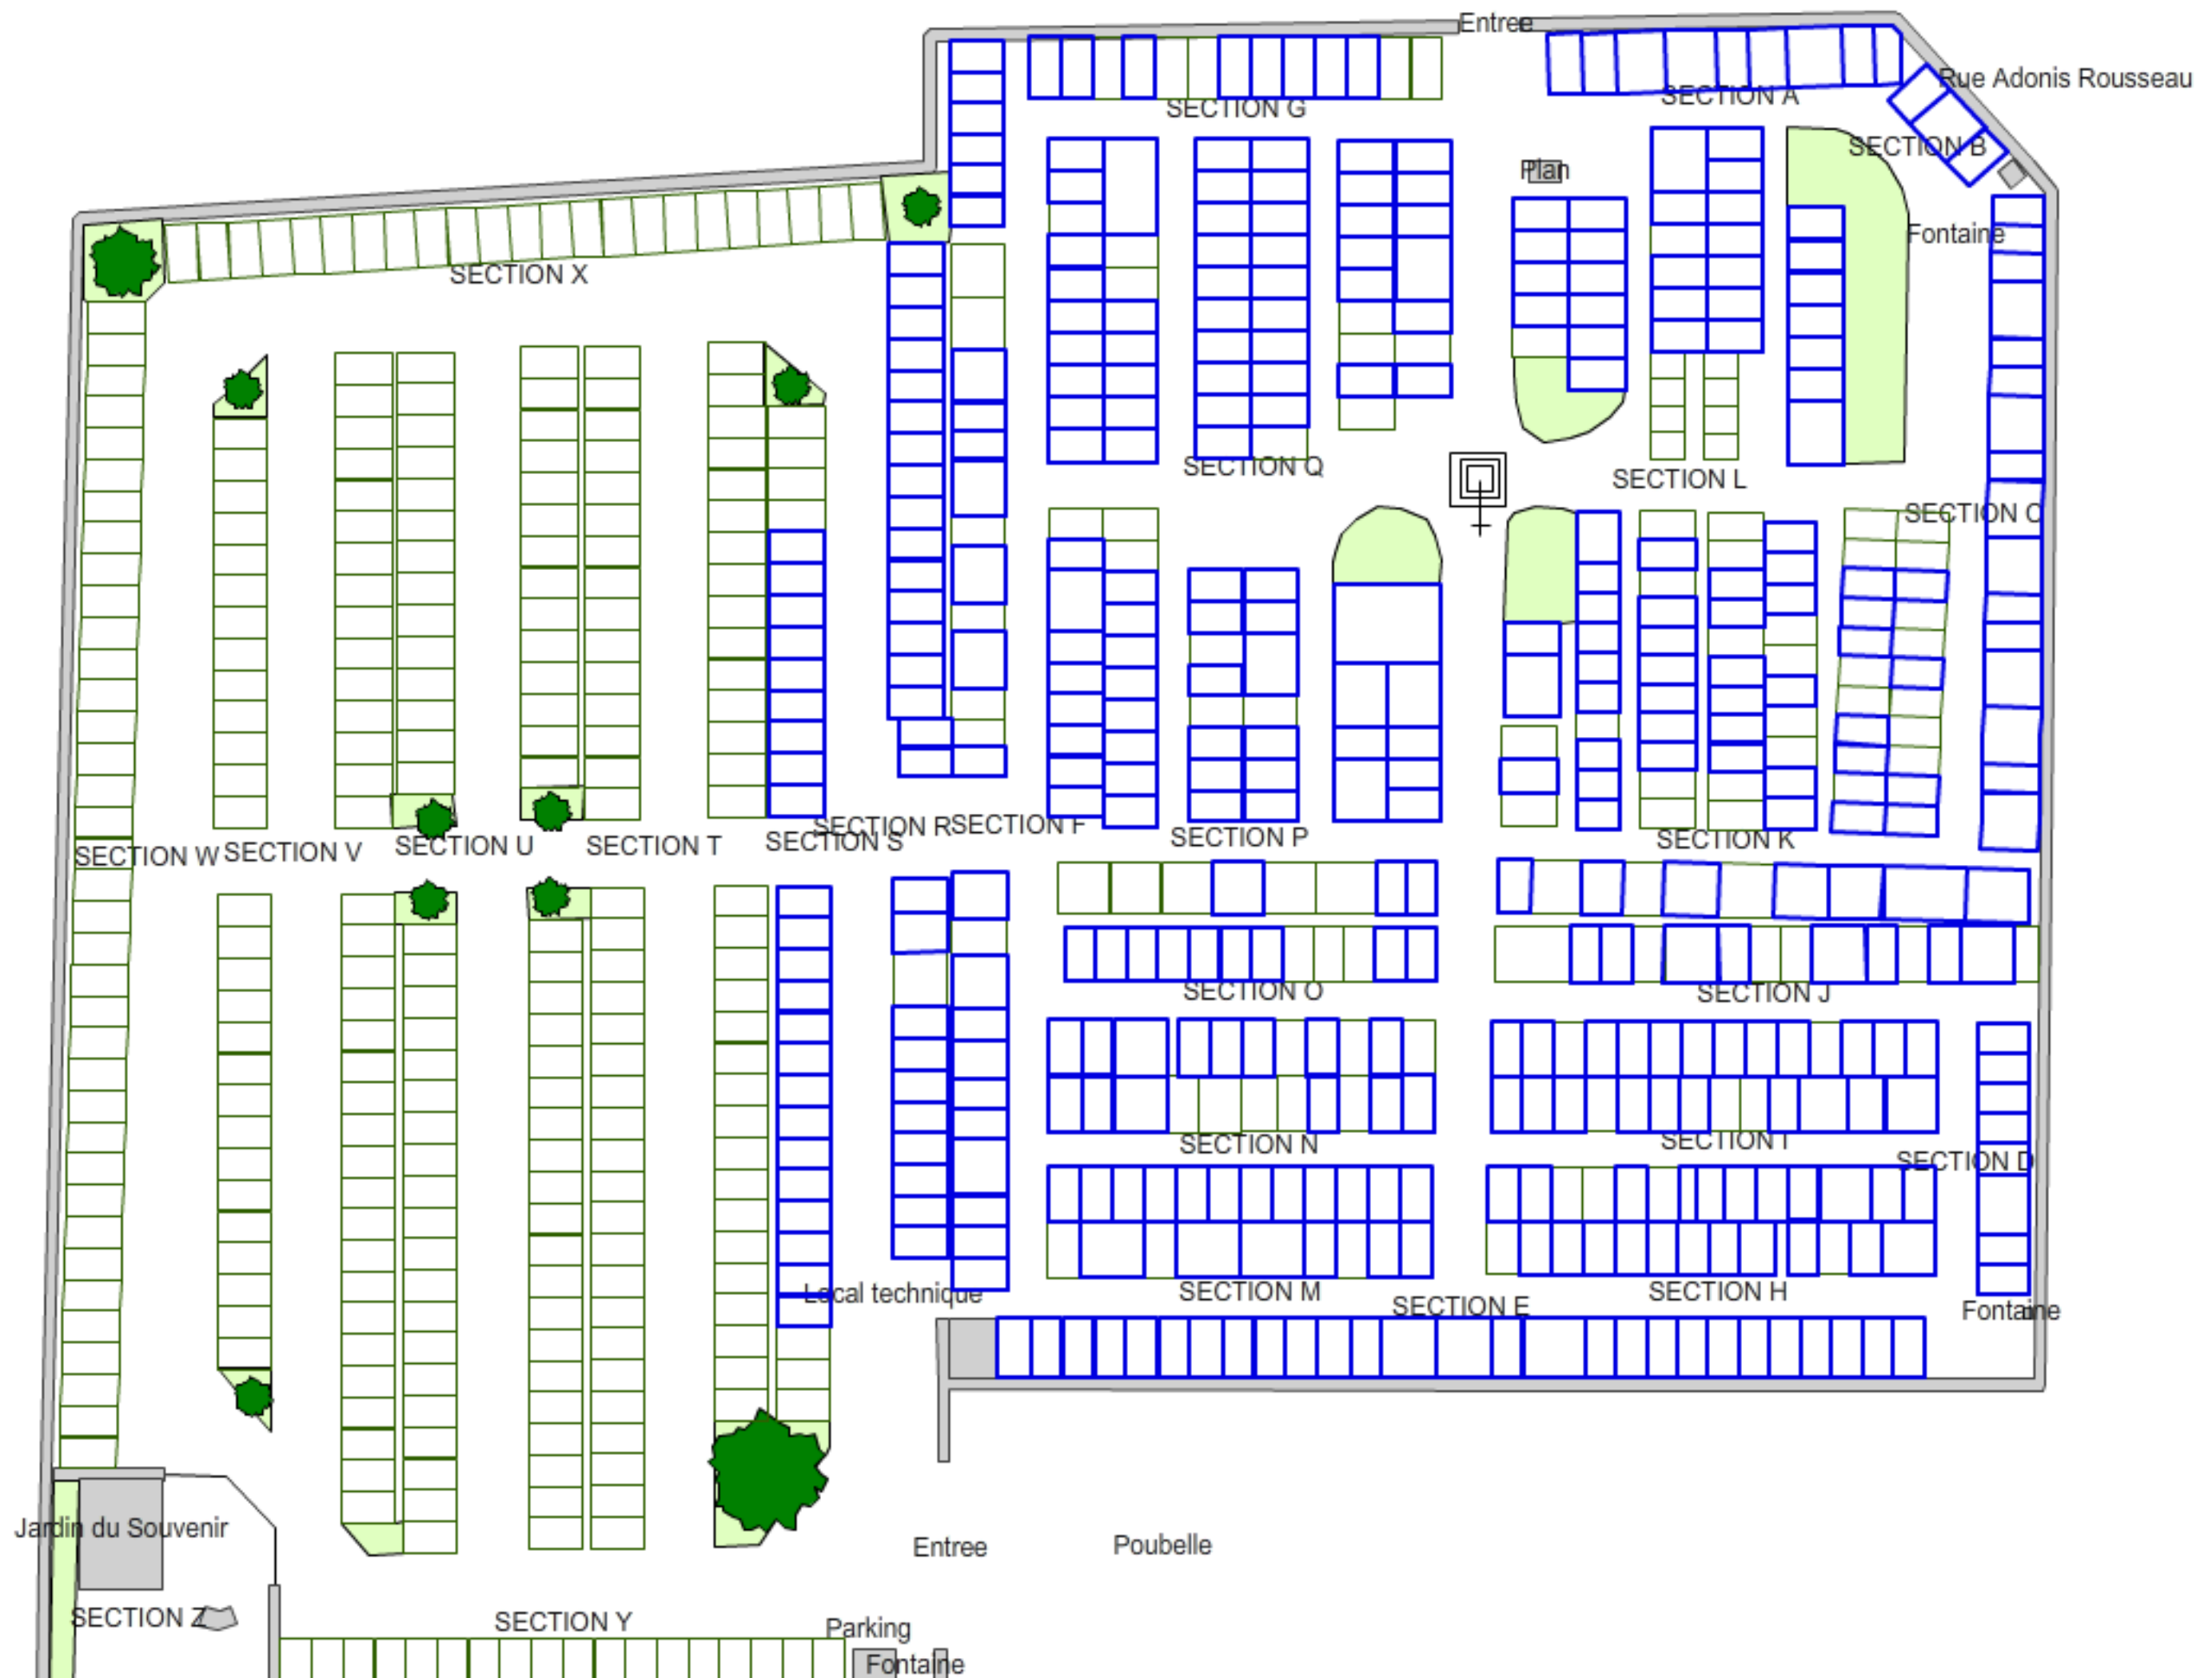 Entree
Rue Adonis Rousseau
SECTION A
SECTION G
SECTION B
Plan
Fontaine
SECTION X
SECTION Q
SECTION L
SECTION C
SECTION R
SECTION F
SECTION P
SECTION K
SECTION S
SECTION W
SECTION V
SECTION U
SECTION T
SECTION O
SECTION J
SECTION N
SECTION I
SECTION D
Local technique
SECTION M
SECTION H
SECTION E
Fontaine
Jardin du Souvenir
Entree
Poubelle
SECTION Z
SECTION Y
Parking
Fontaine